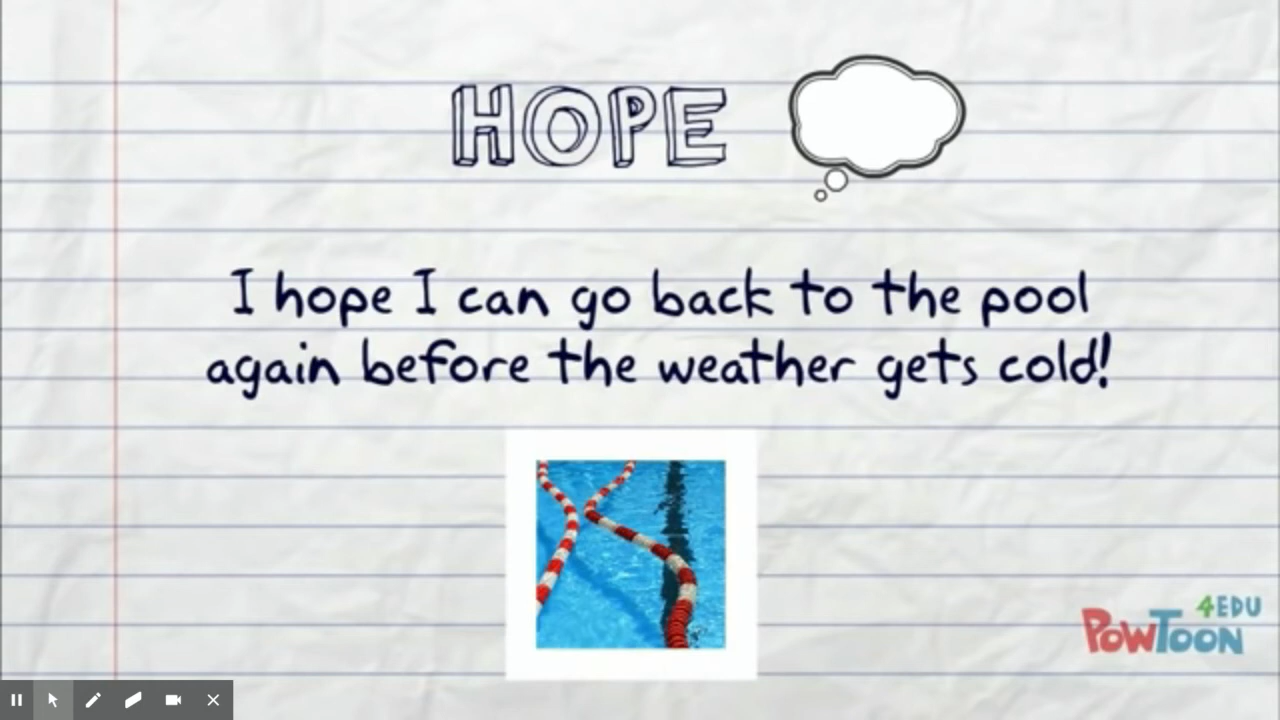 HOPE
I hope I can go back to the pool
again before the weather gets cold!
4EDU
POWTOON